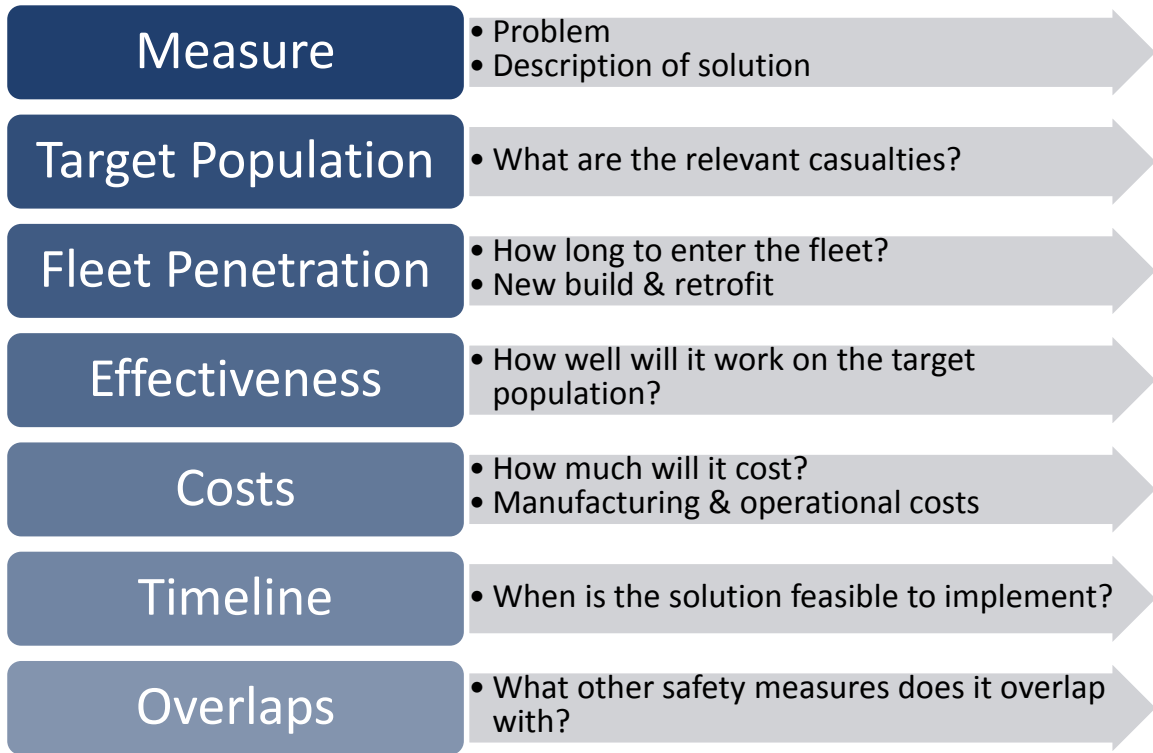 Measure
• Problem
• Description of solution
Target Population
• What are the relevant casualties?
Fleet Penetration
• How long to enter the fleet?
• New build & retrofit
Effectiveness
• How well will it work on the target
population?
Costs
• How much will it cost?
• Manufacturing & operational costs
Timeline
• When is the solution feasible to implement?
Overlaps
• What other safety measures does it overlap
with?